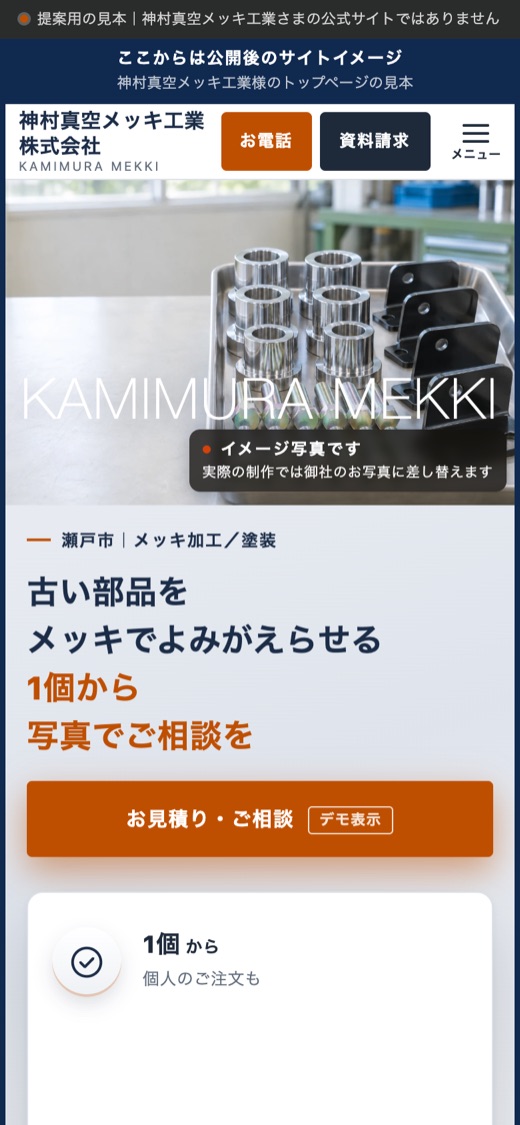 提案用の見本｜神村真空メッキ工業さまの公式サイトではありません
ここからは公開後のサイトイメージ
神村真空メッキ工業様のトップページの見本
神村真空メッキ工業
株式会社
KAMIMURA MEKKI
お電話
資料請求
メニュー
KAMIMURA MEKKI
イメージ写真です
実際の制作では御社のお写真に差し替えます
瀬戸市｜メッキ加工／塗装
古い部品を
メッキでよみがえらせる
1個から
写真でご相談を
お見積り・ご相談 デモ表示
1個 から
個人のご注文も